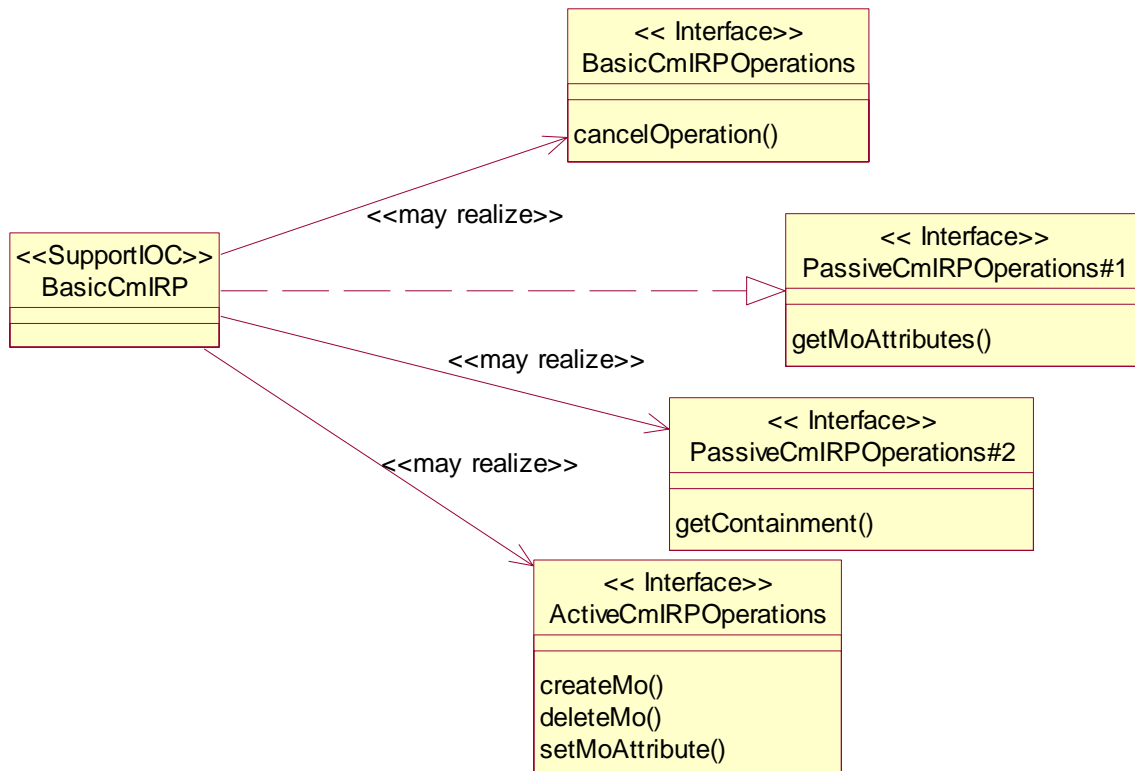 << Interface>>
BasicCmIRPOperations
cancelOperation()
<<may realize>>
<<SupportIOC>>
BasicCmIRP
<< Interface>>
PassiveCmIRPOperations#1
getMoAttributes()
<<may realize>>
<< Interface>>
PassiveCmIRPOperations#2
getContainment()
<<may realize>>
<< Interface>>
ActiveCmIRPOperations
createMo()
deleteMo()
setMoAttribute()